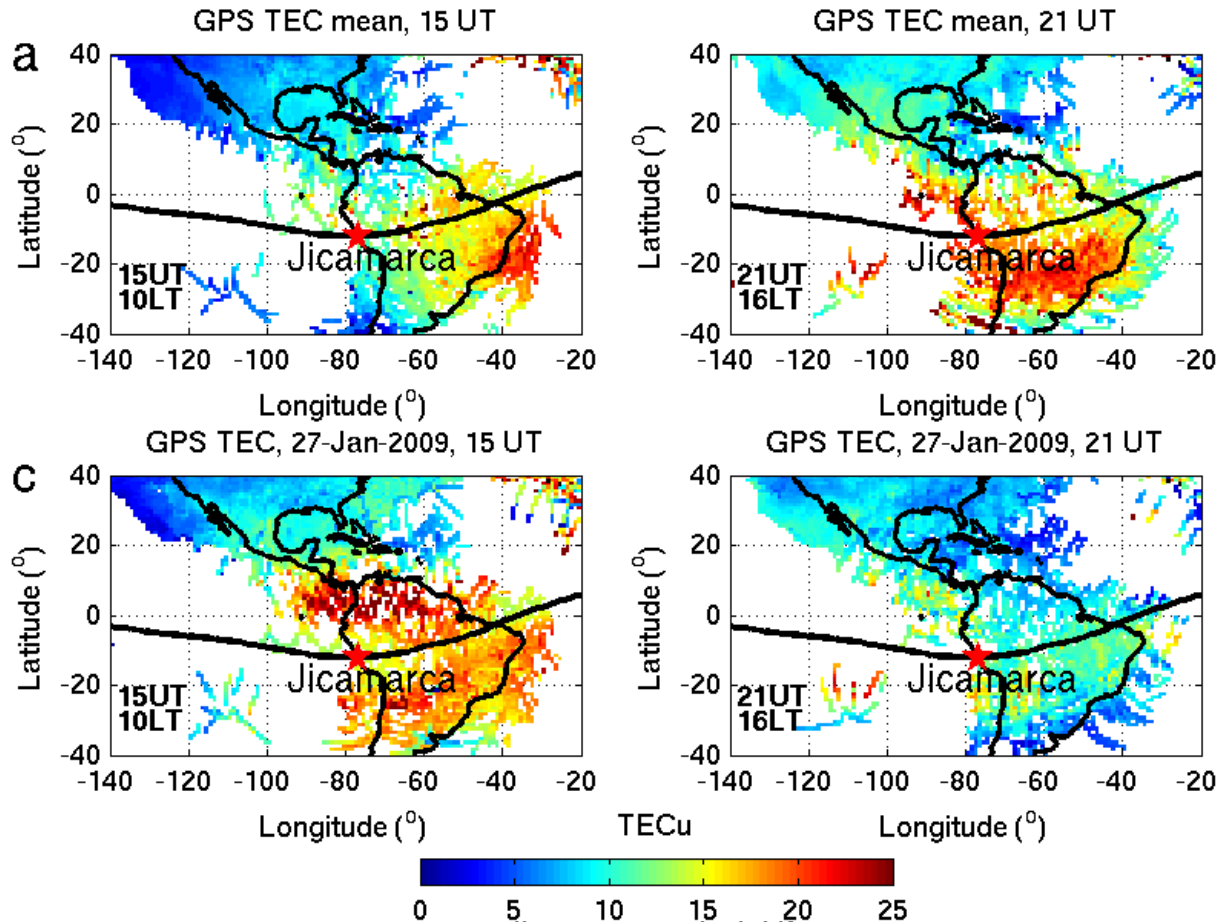 GPS TEC mean, 15 UT
GPS TEC mean, 21 UT
a
40
20
0
-20
-40
Latitude (°)
Jicamarca
15UT
10LT
-140 -120 -100 -80 -60 -40 -20
Longitude (°)
40
20
0
-20
-40
Latitude (°)
Jicamarca
21UT
16LT
-140 -120 -100 -80 -60 -40 -20
Longitude (°)
GPS TEC, 27-Jan-2009, 15 UT
GPS TEC, 27-Jan-2009, 21 UT
c
40
20
0
-20
-40
Latitude (°)
Jicamarca
15UT
10LT
-140 -120 -100 -80 -60 -40 -20
Longitude (°)
40
20
0
-20
-40
Latitude (°)
Jicamarca
21UT
16LT
-140 -120 -100 -80 -60 -40 -20
Longitude (°)
TECu
0 5 10 15 20 25